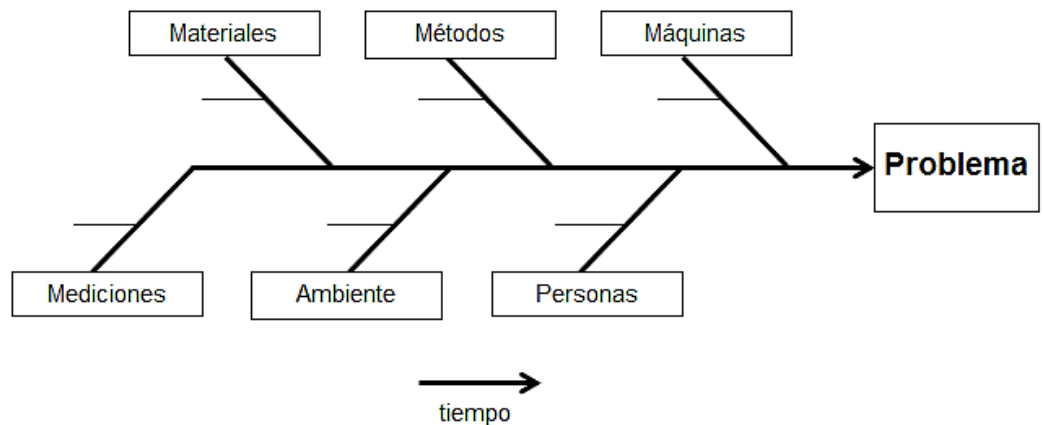 Materiales
Métodos
Máquinas
Problema
Mediciones
Ambiente
Personas
tiempo